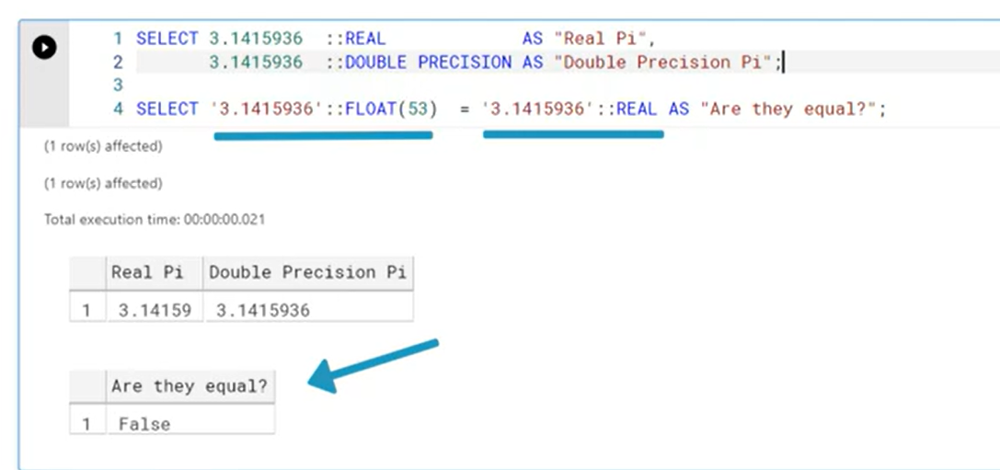 1 SELECT 3.1415936 ::REAL AS "Real Pi",
2 3.1415936 ::DOUBLE PRECISION AS "Double Precision Pi";
3
4 SELECT '3.1415936'::FLOAT(53) = '3.1415936'::REAL AS "Are they equal?";
(1 row(s) affected)
(1 row(s) affected)
Total execution time: 00:00:00.021
Real Pi Double Precision Pi
1 3.14159 3.1415936
Are they equal?
1 False